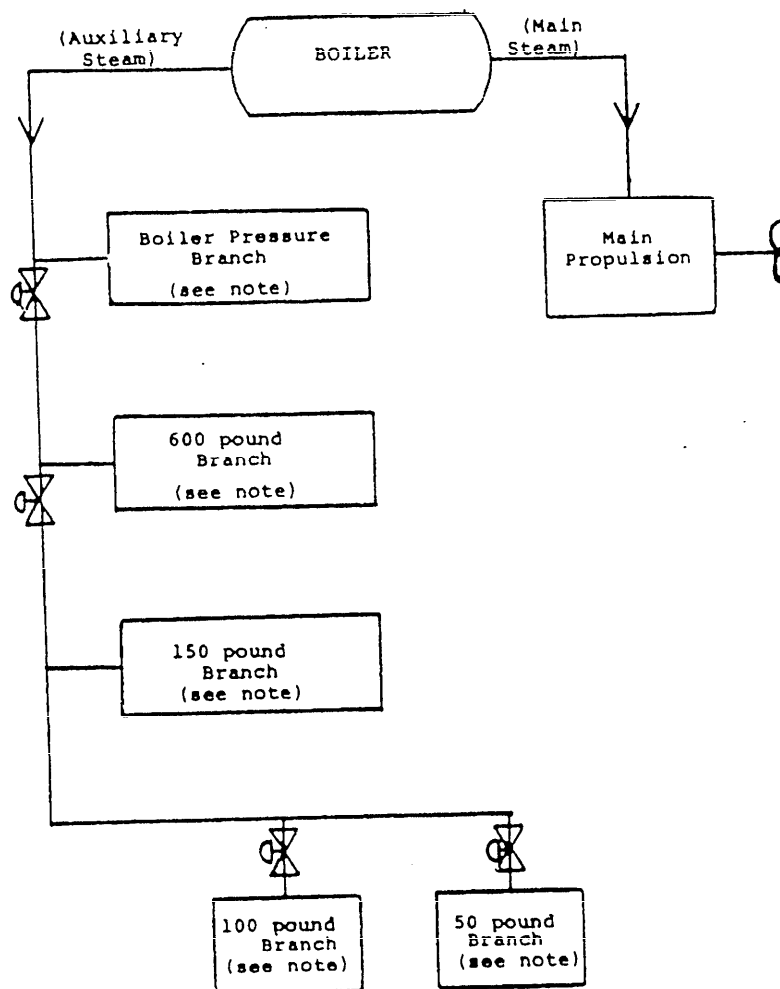 (Auxiliary
Steam)
BOILER
(Main
Steam)
Boiler Pressure
Branch
(see note)
Main
Propulsion
600 pound
Branch
(see note)
150 pound
Branch
(see note)
100 pound
Branch
(see note)
50 pound
Branch
(see note)